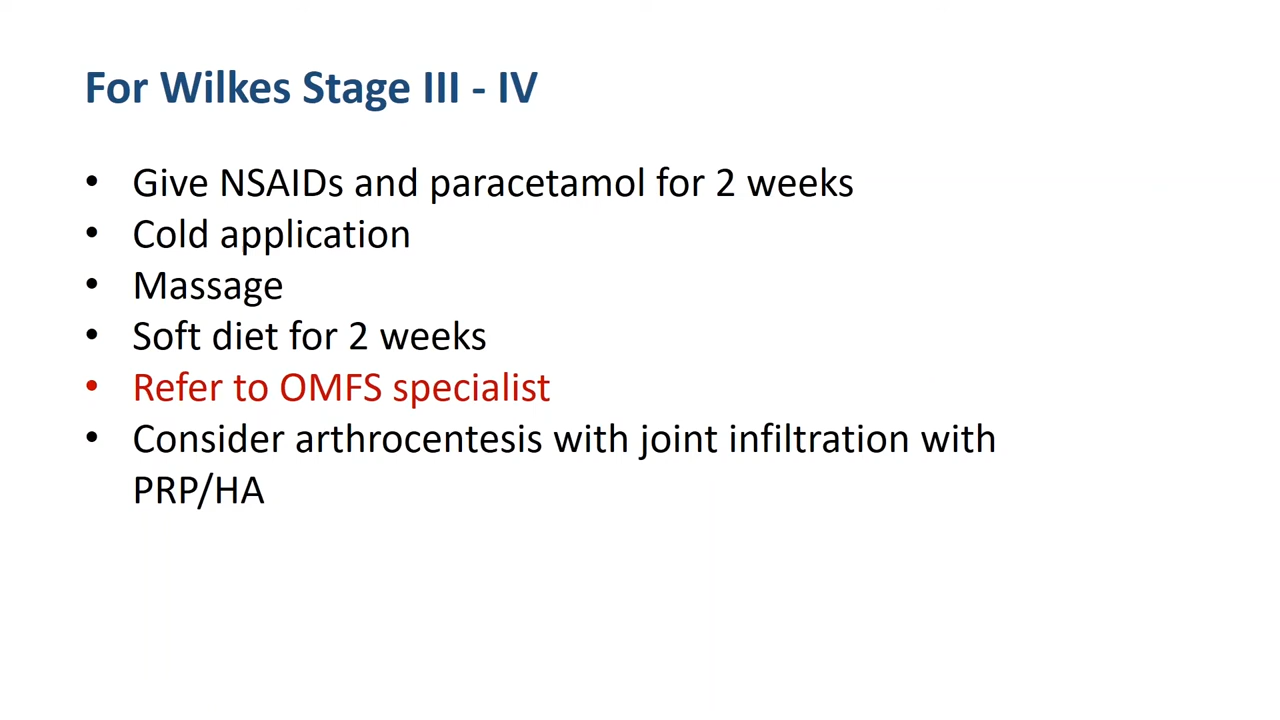 For Wilkes Stage III - IV
• Give NSAIDs and paracetamol for 2 weeks
• Cold application
• Massage
• Soft diet for 2 weeks
• Refer to OMFS specialist
• Consider arthrocentesis with joint infiltration with
PRP/HA